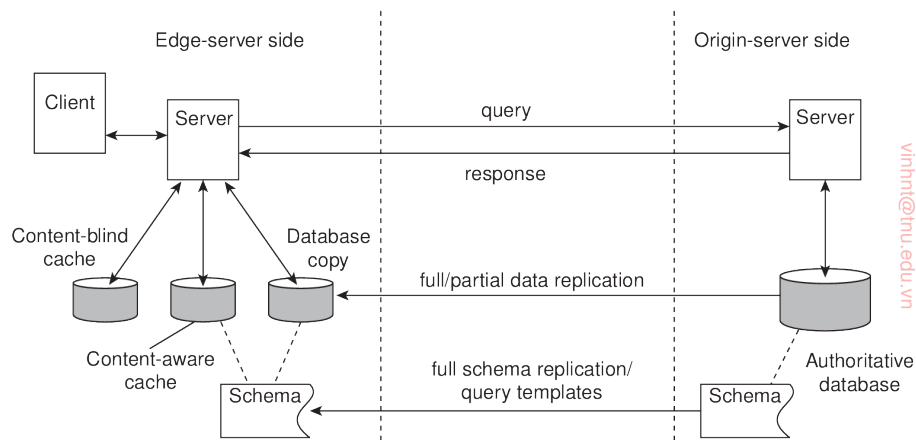 Edge-server side
Origin-server side
Client
Server
query
Server
response
Content-blind
cache
Database
copy
full/partial data replication
Content-aware
cache
Authoritative
database
full schema replication/
query templates
Schema
Schema
vinhnt@tnu.edu.vn